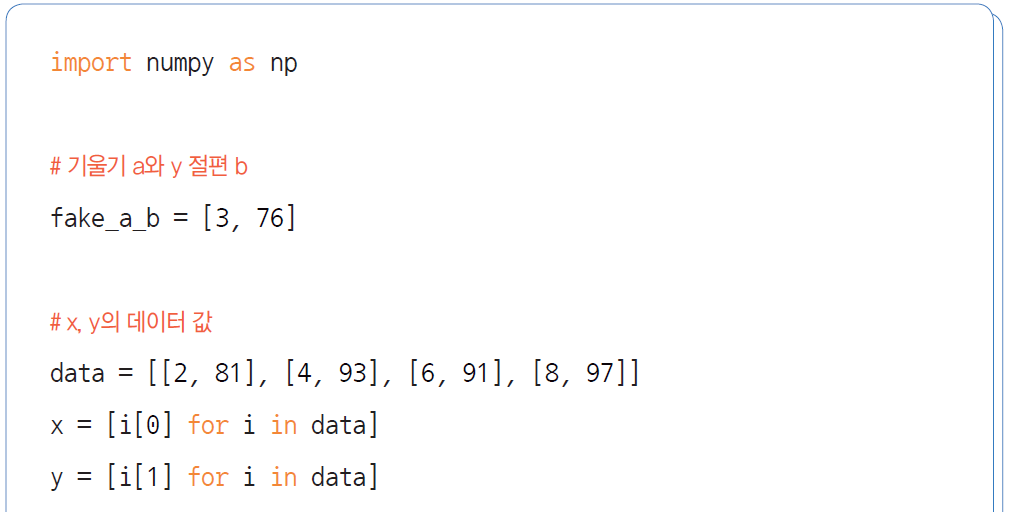 import numpy as np
# 기울기 a와 y 절편 b
fake_a_b = [3, 76]
# x, y의 데이터 값
data = [[2, 81], [4, 93], [6, 91], [8, 97]]
x = [i[0] for i in data]
y = [i[1] for i in data]